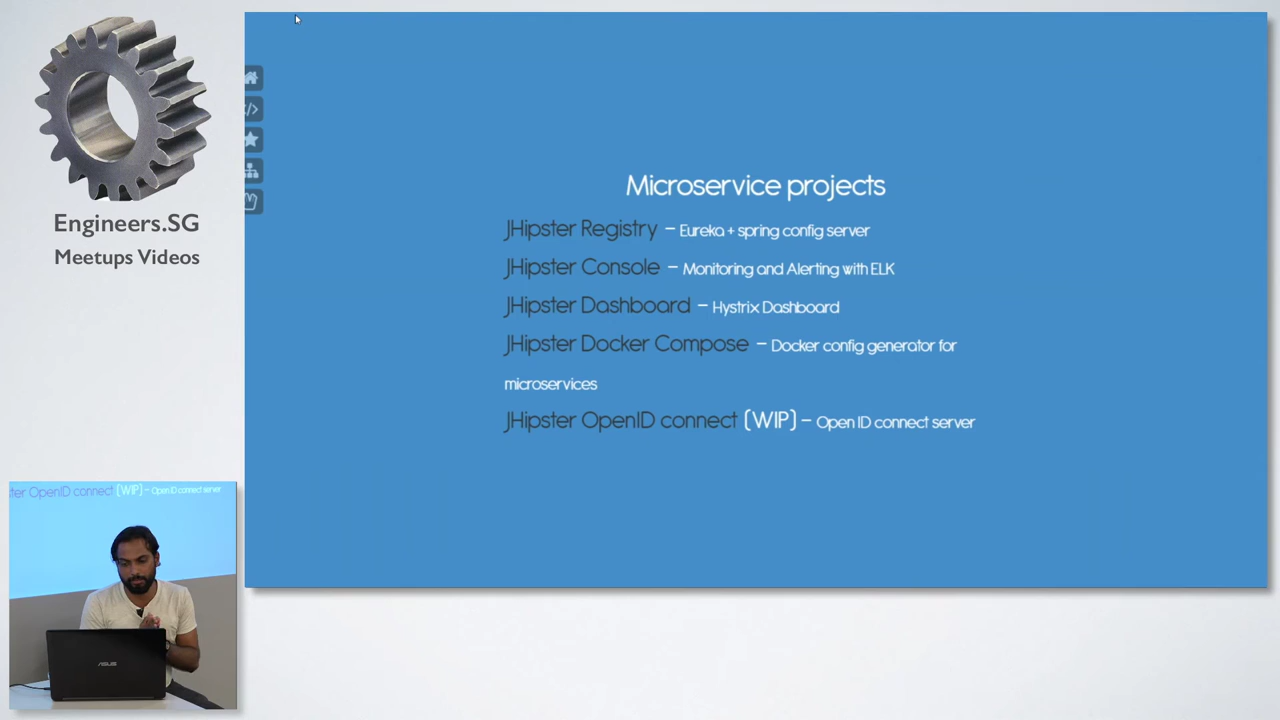 Engineers.SG
Meetups Videos
Microservice projects
JHipster Registry – Eureka + spring config server
JHipster Console – Monitoring and Alerting with ELK
JHipster Dashboard – Hystrix Dashboard
JHipster Docker Compose – Docker config generator for
microservices
JHipster OpenID connect (WIP) – Open ID connect server
OpenID connect (WIP) – Open ID connect server
ASUS